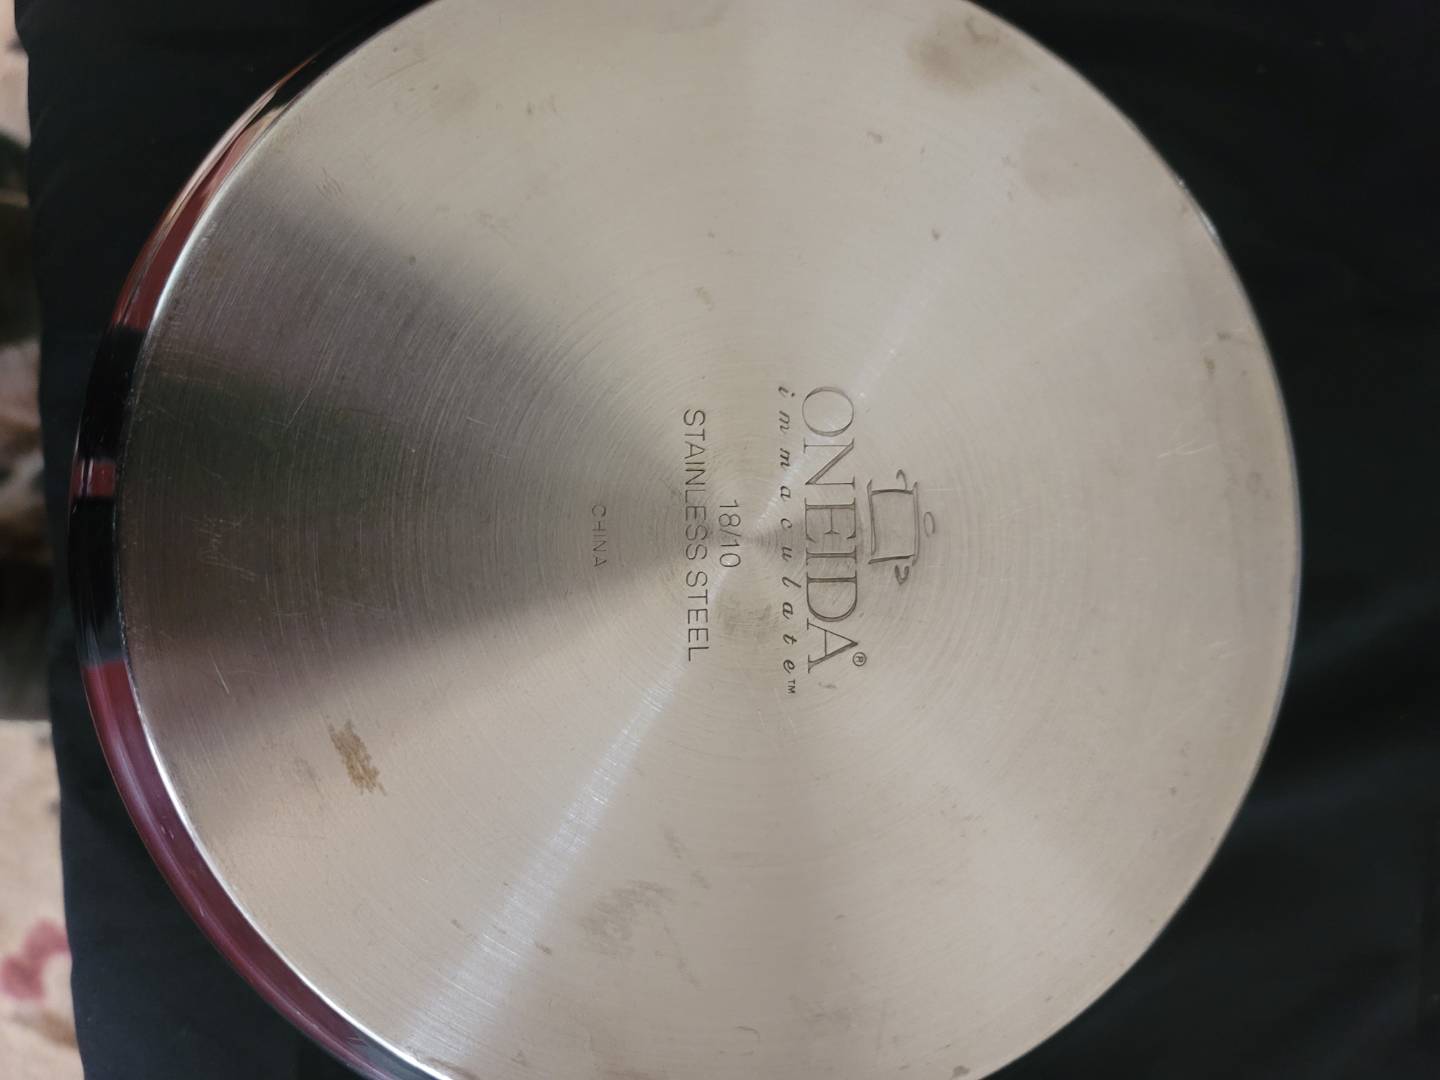 ONEIDA®
immaculate™
18/10
STAINLESS STEEL
CHINA